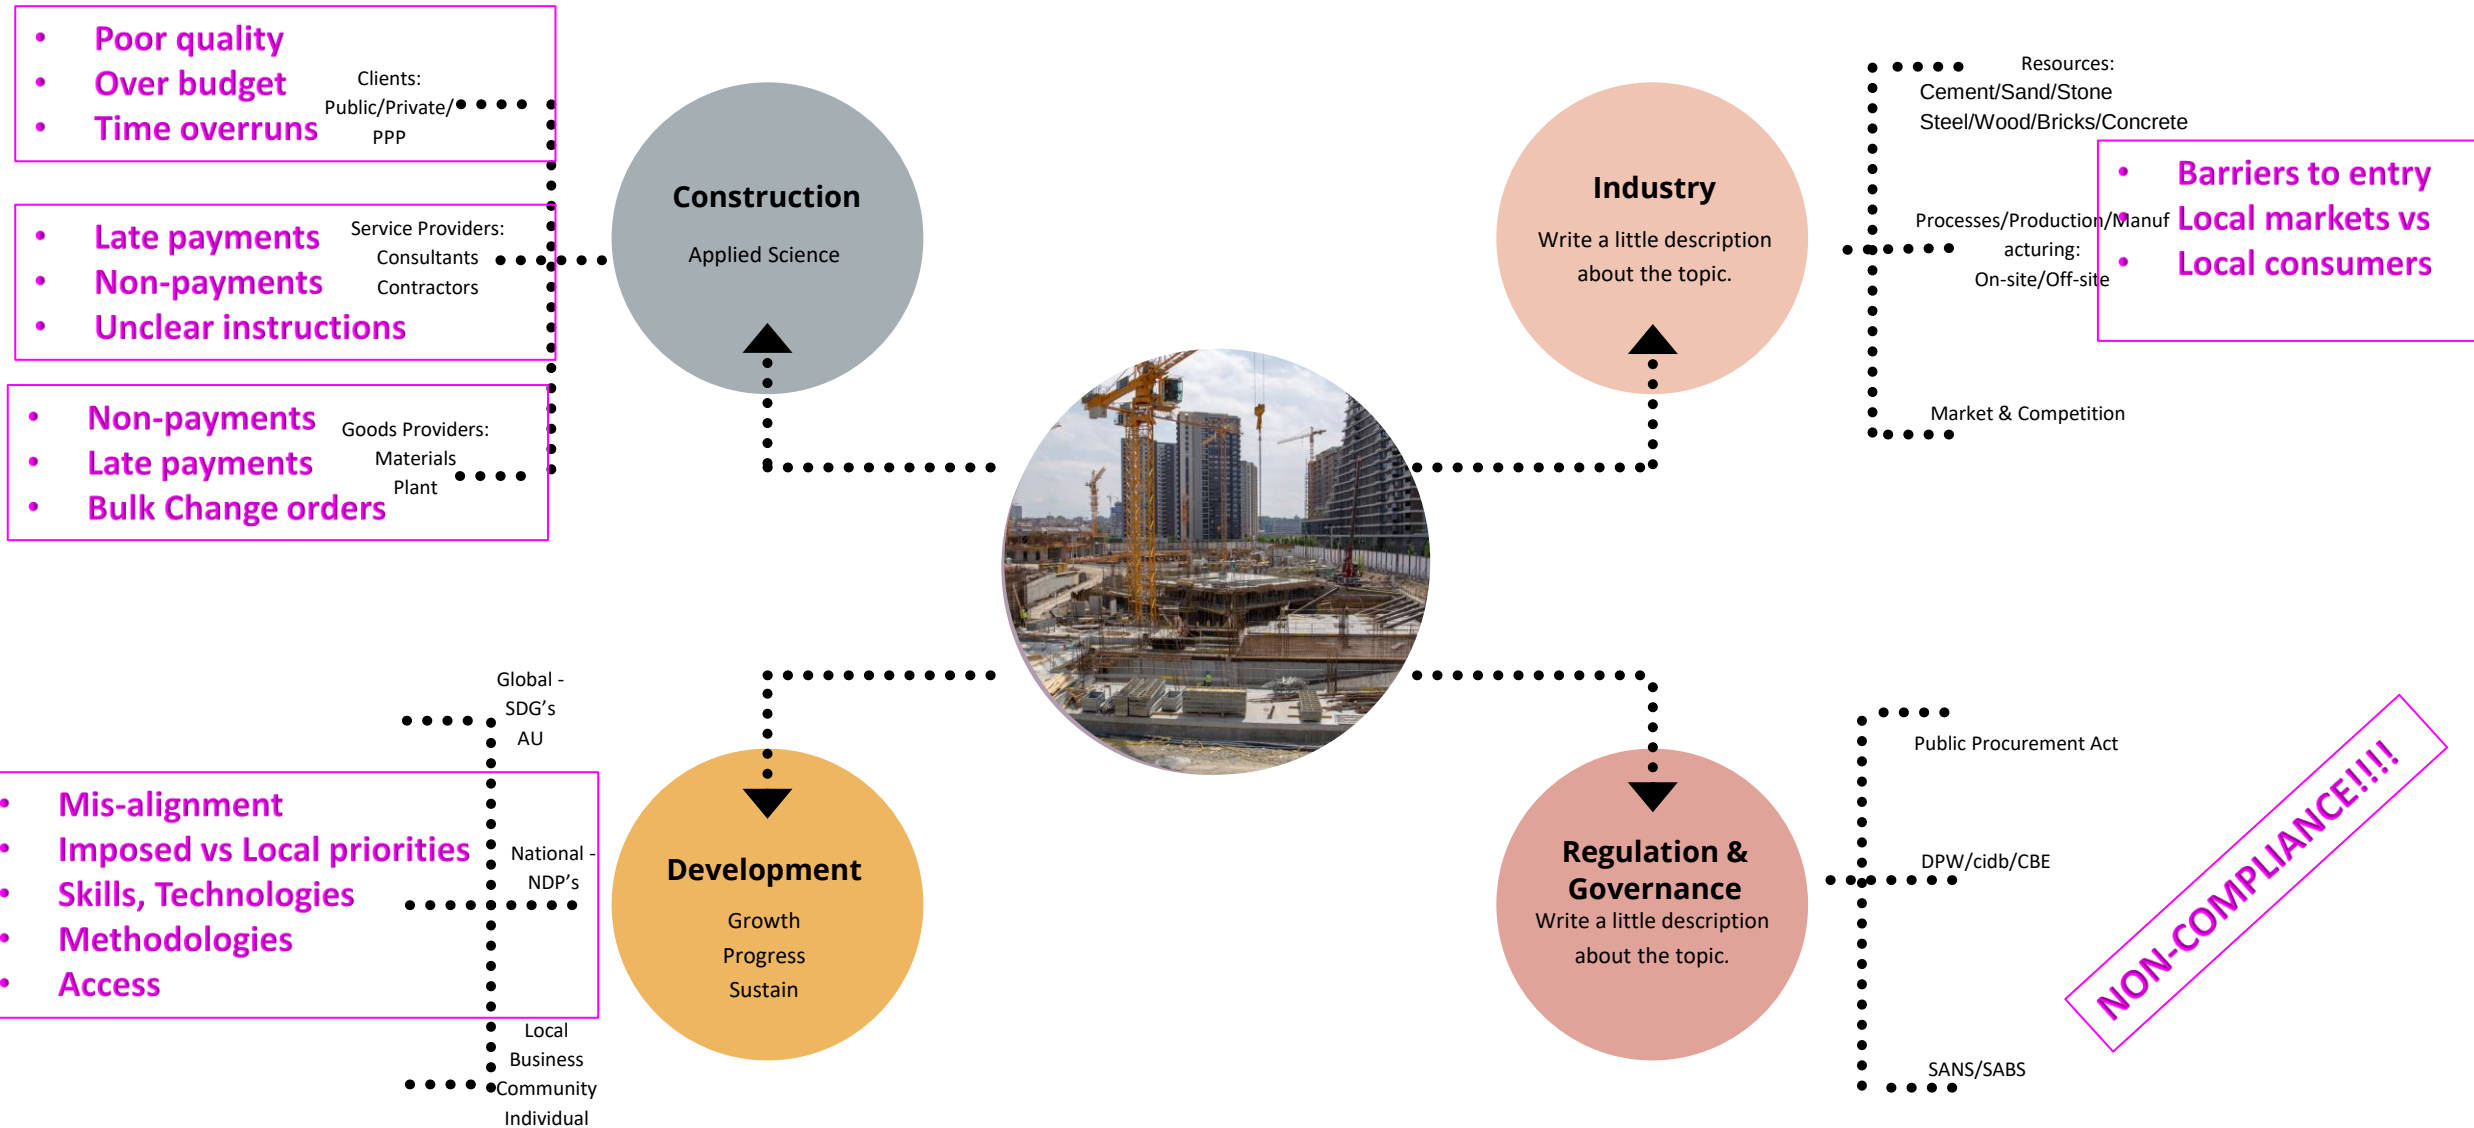 Poor quality
Over budget
Time overruns
Clients:
Public/Private/
PPP
Late payments
Non-payments
Unclear instructions
Service Providers:
Consultants
Contractors
Non-payments
Late payments
Bulk Change orders
Goods Providers:
Materials
Plant
Construction
Applied Science
Industry
Write a little description
about the topic.
Resources:
Cement/Sand/Stone
Steel/Wood/Bricks/Concrete
Processes/Production/Manuf
acturing:
On-site/Off-site
Market & Competition
Barriers to entry
Local markets vs
Local consumers
Global -
SDG's
AU
Mis-alignment
Imposed vs Local priorities
Skills, Technologies
Methodologies
Access
National -
NDP's
Local
Business
Community
Individual
Development
Growth
Progress
Sustain
Regulation &
Governance
Write a little description
about the topic.
Public Procurement Act
DPW/cidb/CBE
SANS/SABS
NON-COMPLIANCE!!!!